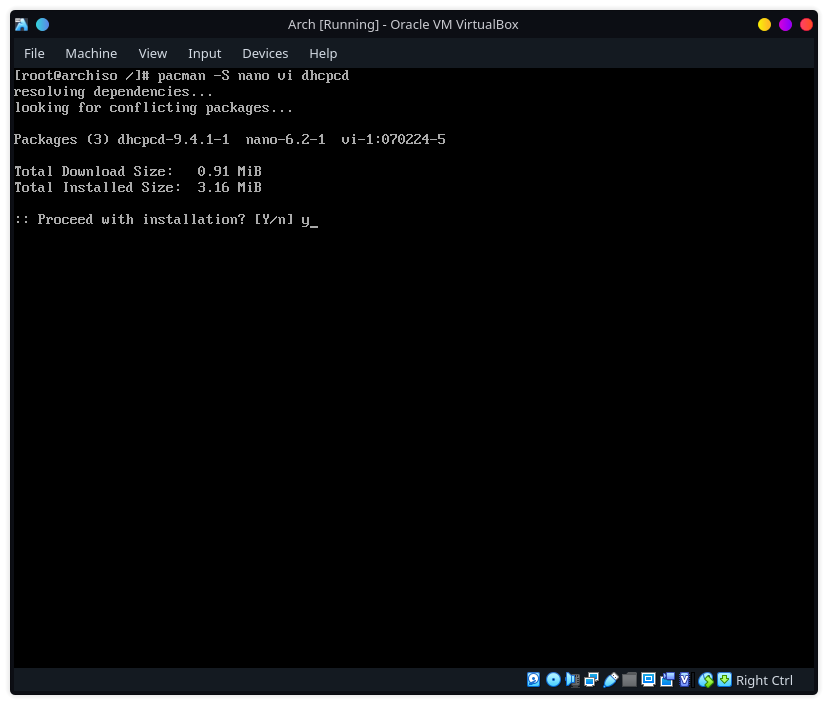 Arch [Running] - Oracle VM VirtualBox
File Machine View Input Devices Help
[root@archiso /]# pacman -S nano vi dhcpcd
resolving dependencies...
looking for conflicting packages...
Packages (3) dhcpcd-9.4.1-1  nano-6.2-1  vi-1:070224-5
Total Download Size:   0.91 MiB
Total Installed Size:  3.16 MiB
:: Proceed with installation? [Y/n] y_
Right Ctrl